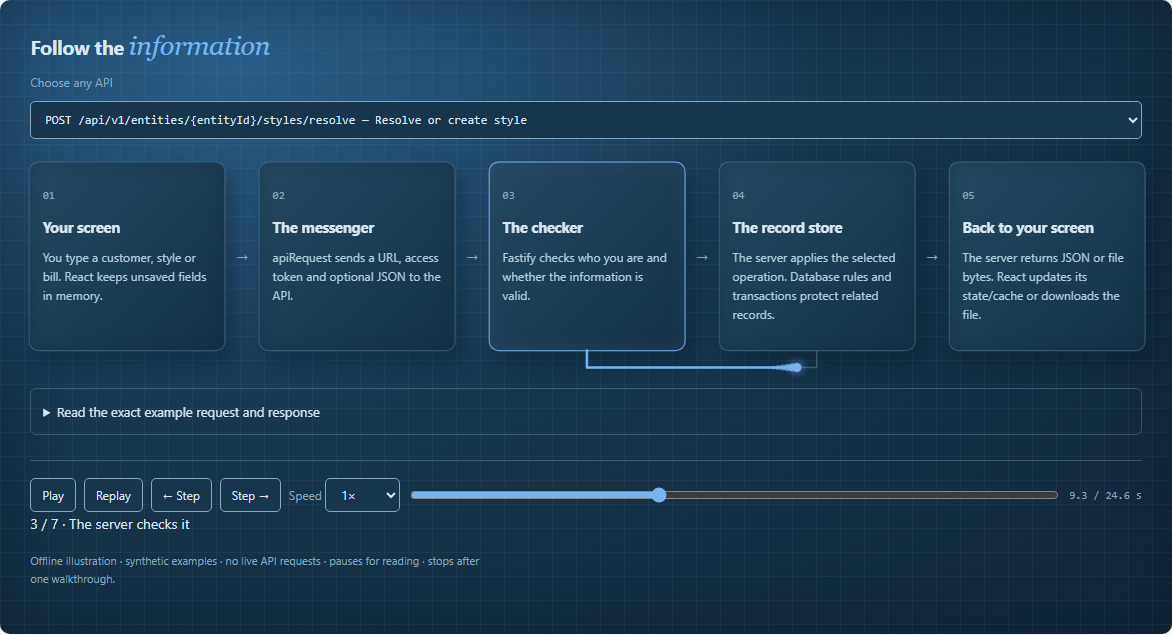 Follow the information
Choose any API
POST /api/v1/entities/{entityId}/styles/resolve — Resolve or create style
01
Your screen
You type a customer, style or
bill. React keeps unsaved fields
in memory.
→
02
The messenger
apiRequest sends a URL, access
token and optional JSON to the
API.
→
03
The checker
Fastify checks who you are and
whether the information is
valid.
→
04
The record store
The server applies the selected
operation. Database rules and
transactions protect related
records.
→
05
Back to your screen
The server returns JSON or file
bytes. React updates its
state/cache or downloads the
file.
▶ Read the exact example request and response
Play
Replay
← Step
Step →
Speed
1×
9.3 / 24.6 s
3 / 7 · The server checks it
Offline illustration · synthetic examples · no live API requests · pauses for reading · stops after
one walkthrough.